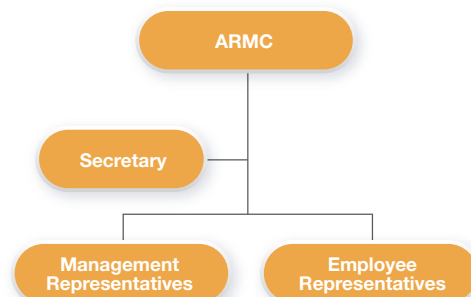 ARMC
Secretary
Management
Representatives
Employee
Representatives